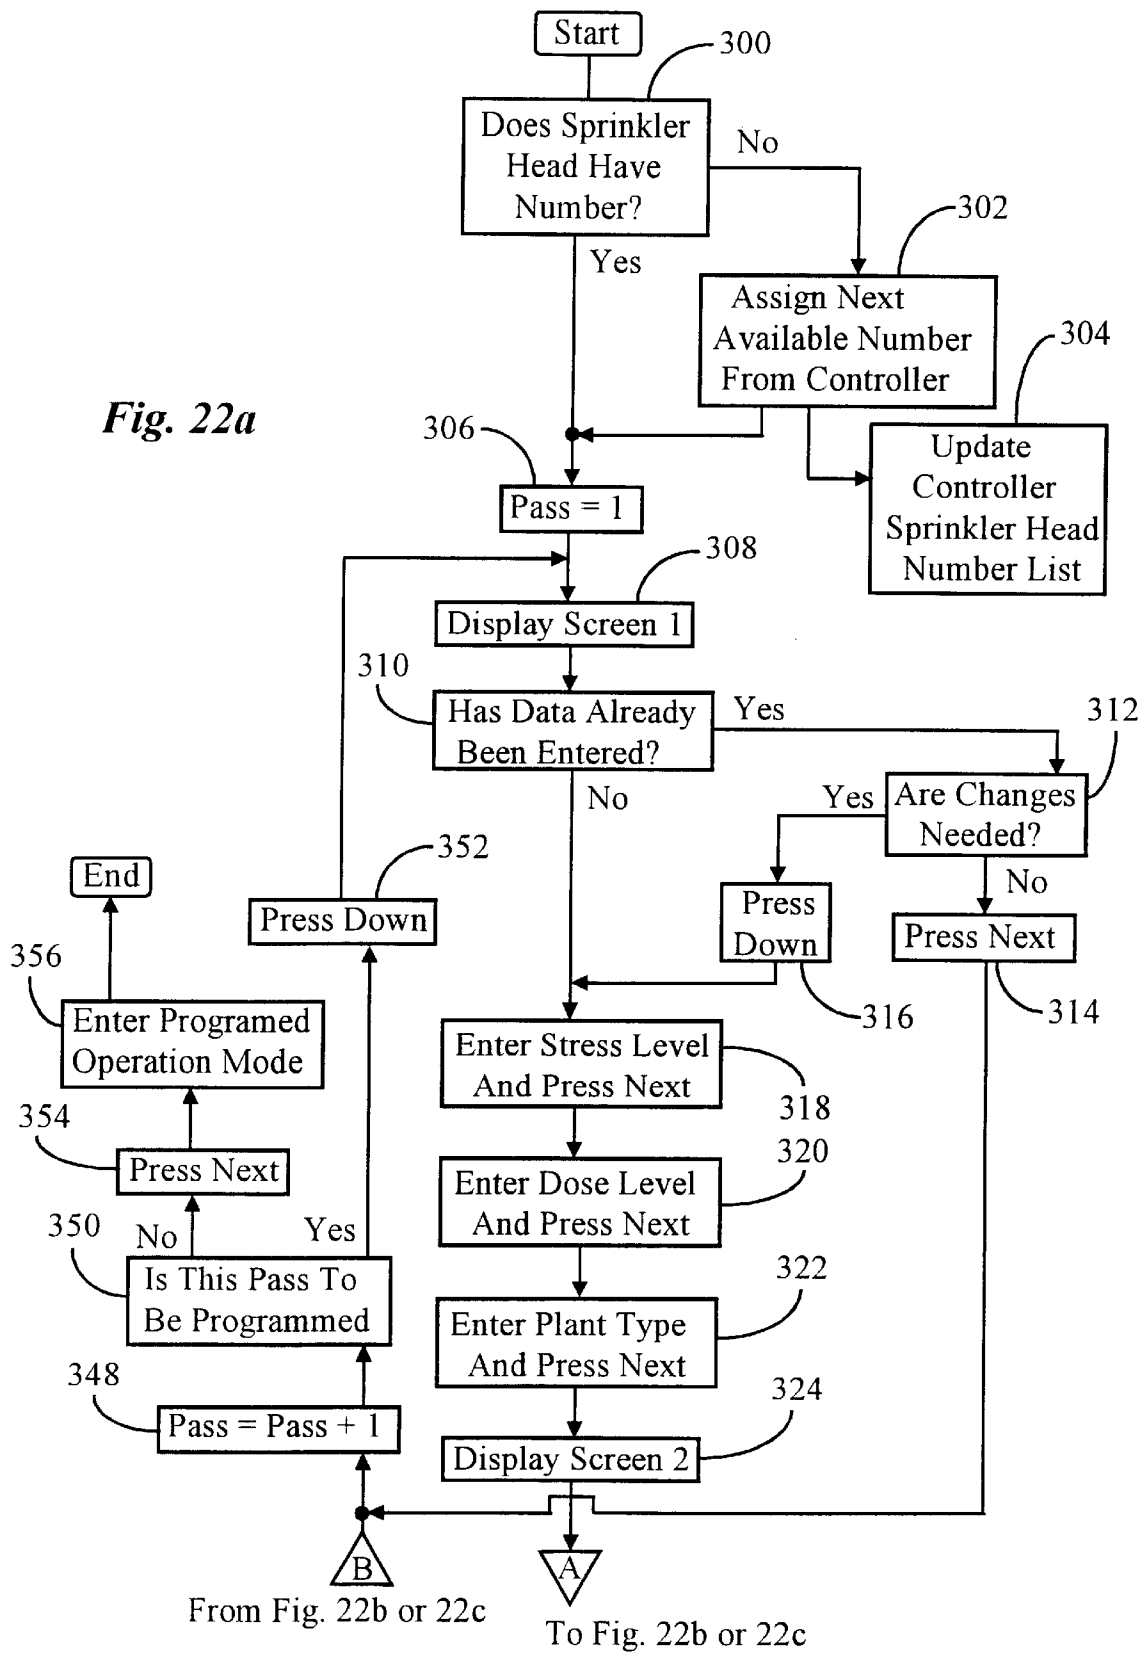 Start
300
Does Sprinkler
Head Have
Number?
No
Yes
302
Assign Next
Available Number
From Controller
304
Update
Controller
Sprinkler Head
Number List
Fig. 22a
306
Pass = 1
308
Display Screen 1
310
Has Data Already
Been Entered?
Yes
No
312
Are Changes
Needed?
Yes
No
Press
Down
316
Press Next
314
352
Press Down
End
356
Enter Programed
Operation Mode
354
Press Next
No
Yes
350
Is This Pass To
Be Programmed
348
Pass = Pass + 1
Enter Stress Level
And Press Next
318
320
Enter Dose Level
And Press Next
322
Enter Plant Type
And Press Next
324
Display Screen 2
B
From Fig. 22b or 22c
A
To Fig. 22b or 22c